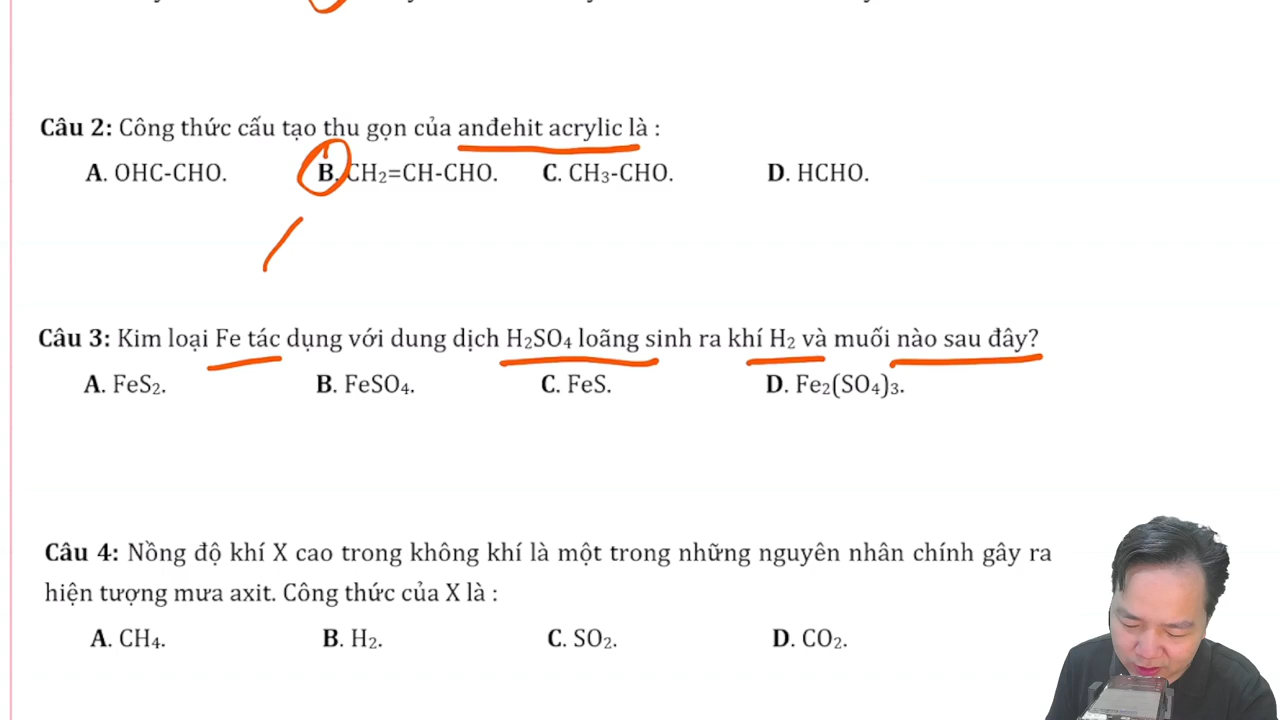 Câu 2: Công thức cấu tạo thu gọn của anđehit acrylic là :
A. OHC-CHO. B. CH₂=CH-CHO. C. CH₃-CHO. D. HCHO.
Câu 3: Kim loại Fe tác dụng với dung dịch H₂SO₄ loãng sinh ra khí H₂ và muối nào sau đây?
A. FeS₂. B. FeSO₄. C. FeS. D. Fe₂(SO₄)₃.
Câu 4: Nồng độ khí X cao trong không khí là một trong những nguyên nhân chính gây ra
hiện tượng mưa axit. Công thức của X là :
A. CH₄. B. H₂. C. SO₂. D. CO₂.